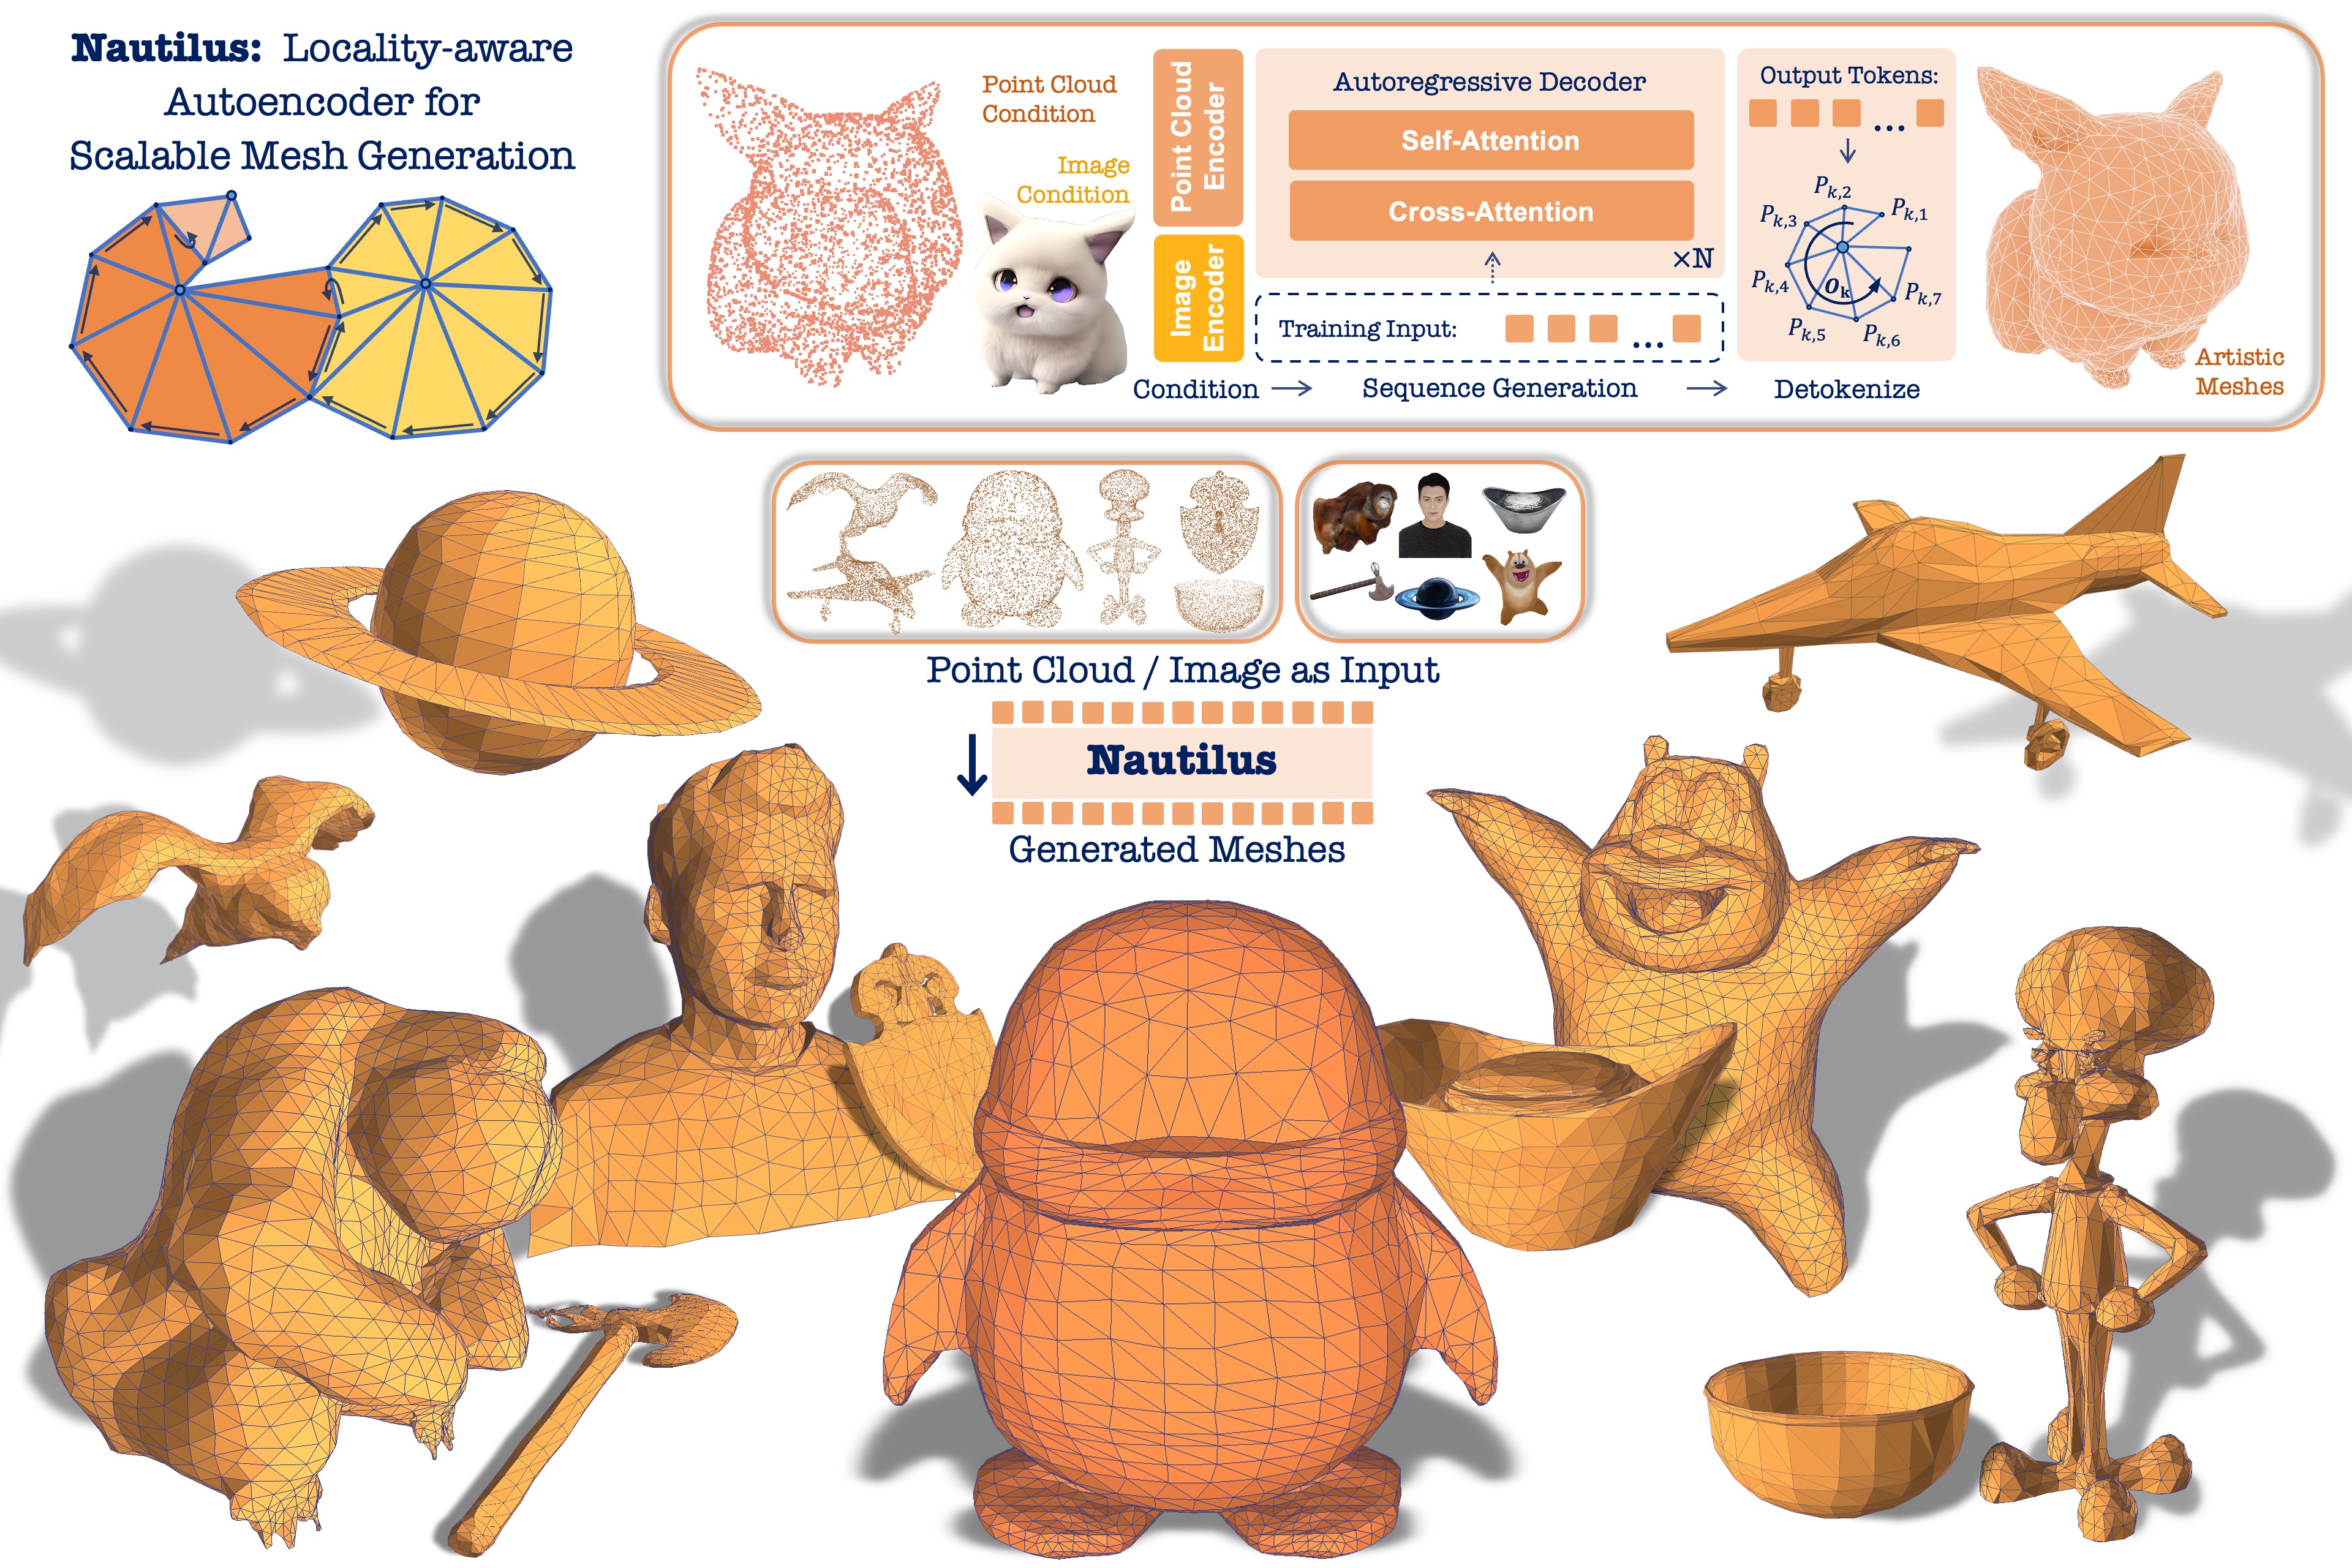 Nautilus: Locality-aware
Autoencoder for
Scalable Mesh Generation
Point Cloud
Condition
Image
Condition
Point Cloud
Encoder
Image
Encoder
Autoregressive Decoder
Self-Attention
Cross-Attention
×N
Training Input:
...
Output Tokens:
...
P_{k,2}
P_{k,3}
P_{k,1}
P_{k,4}
O_k
P_{k,7}
P_{k,5}
P_{k,6}
Artistic
Meshes
Condition → Sequence Generation → Detokenize
Point Cloud / Image as Input
Nautilus
Generated Meshes